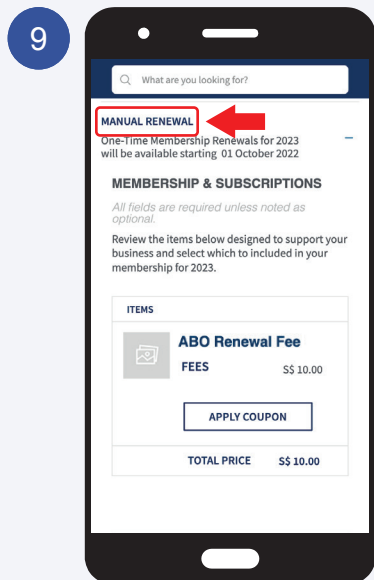 9
What are you looking for?
MANUAL RENEWAL
One-Time Membership Renewals for 2023
will be available starting 01 October 2022
MEMBERSHIP & SUBSCRIPTIONS
All fields are required unless noted as
optional.
Review the items below designed to support your
business and select which to included in your
membership for 2023.
ITEMS
ABO Renewal Fee
FEES S$ 10.00
APPLY COUPON
TOTAL PRICE S$ 10.00